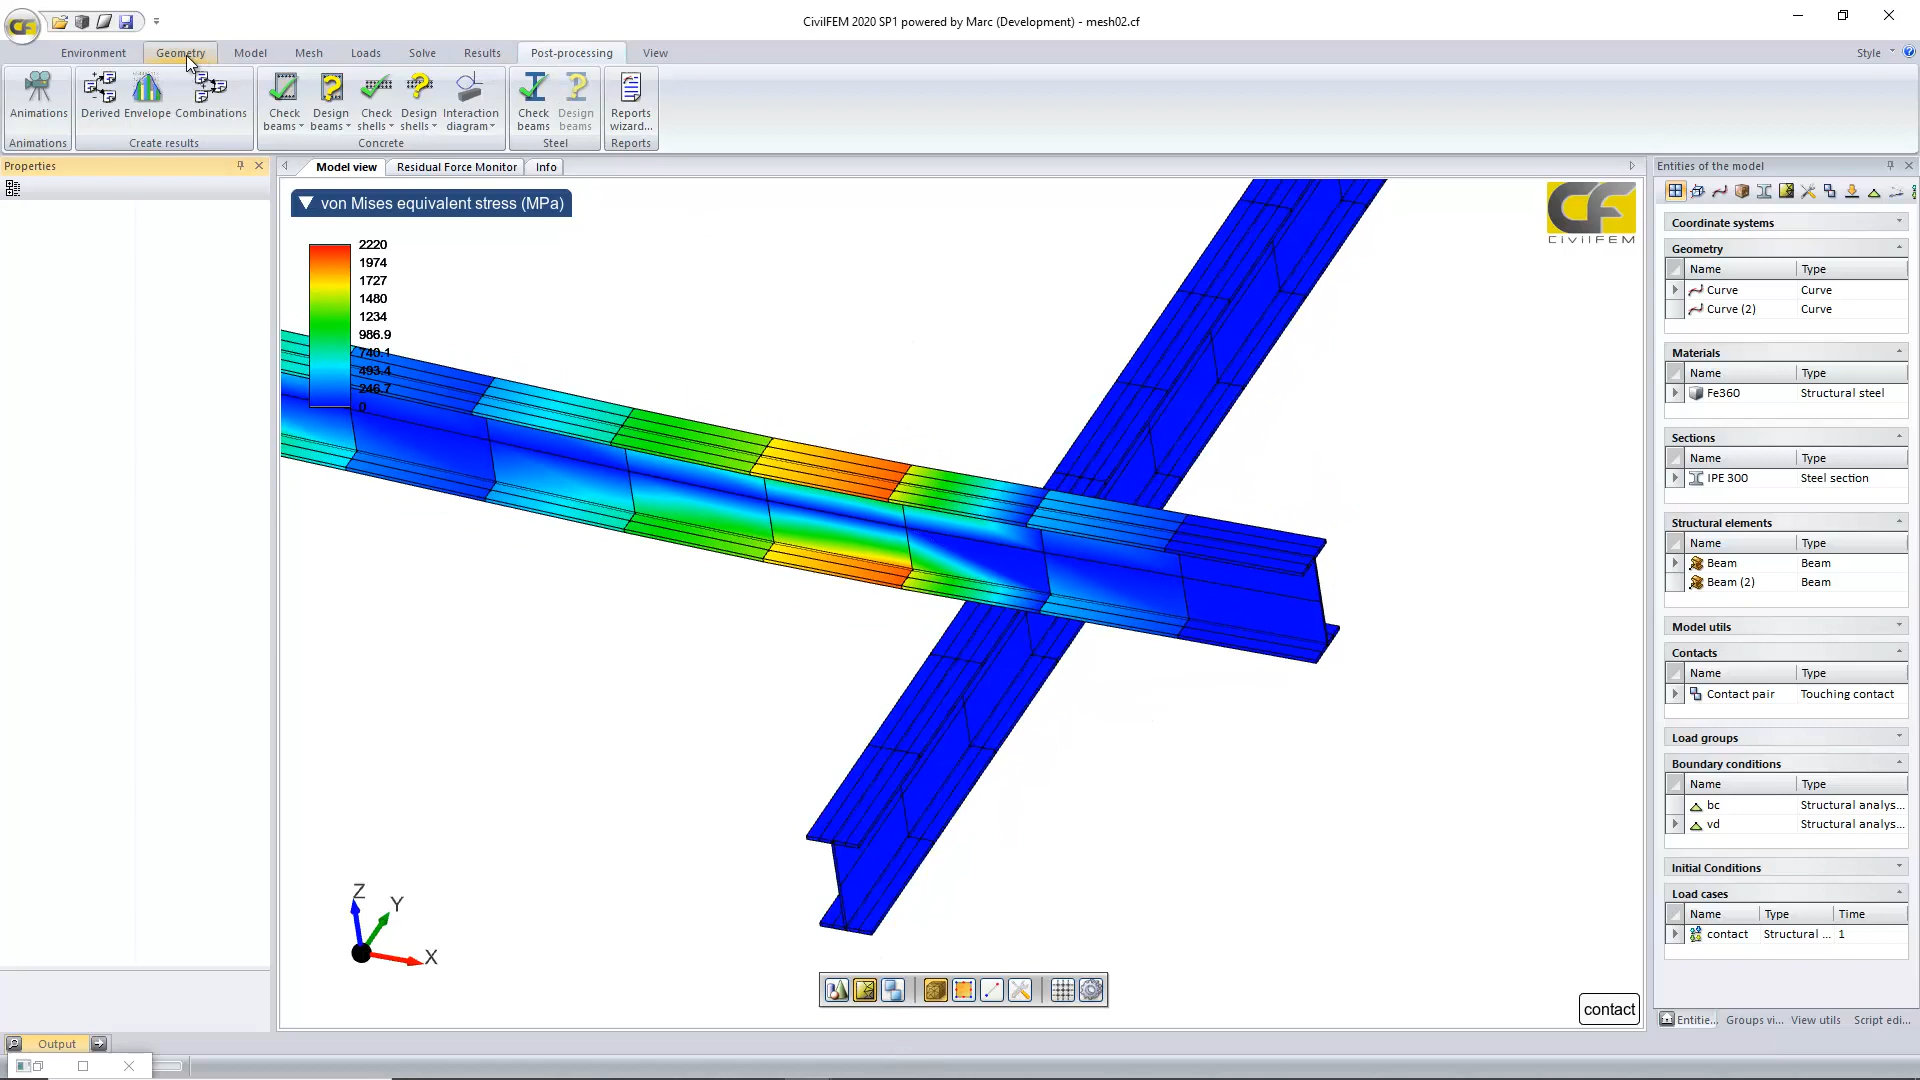 CivilFEM 2020 SP1 powered by Marc (Development) - mesh02.cf
CF
Environment Geometry Model Mesh Loads Solve Results Post-processing View Style
Animations Derived Envelope Combinations Check beams Design beams Check shells Design shells Interaction diagram Check beams Design beams Reports wizard...
Animations Create results Concrete Steel Reports
Properties
Model view Residual Force Monitor Info
von Mises equivalent stress (MPa)
2220
1974
1727
1480
1234
986.9
740.1
493.4
246.7
0
CF
CIVILFEM
Z
Y
X
contact
Entities of the model
Coordinate systems
Geometry
Name Type
Curve Curve
Curve (2) Curve
Materials
Name Type
Fe360 Structural steel
Sections
Name Type
IPE 300 Steel section
Structural elements
Name Type
Beam Beam
Beam (2) Beam
Model utils
Contacts
Name Type
Contact pair Touching contact
Load groups
Boundary conditions
Name Type
bc Structural analys...
vd Structural analys...
Initial Conditions
Load cases
Name Type Time
contact Structural ... 1
Entitie... Groups vi... View utils Script edi...
Output